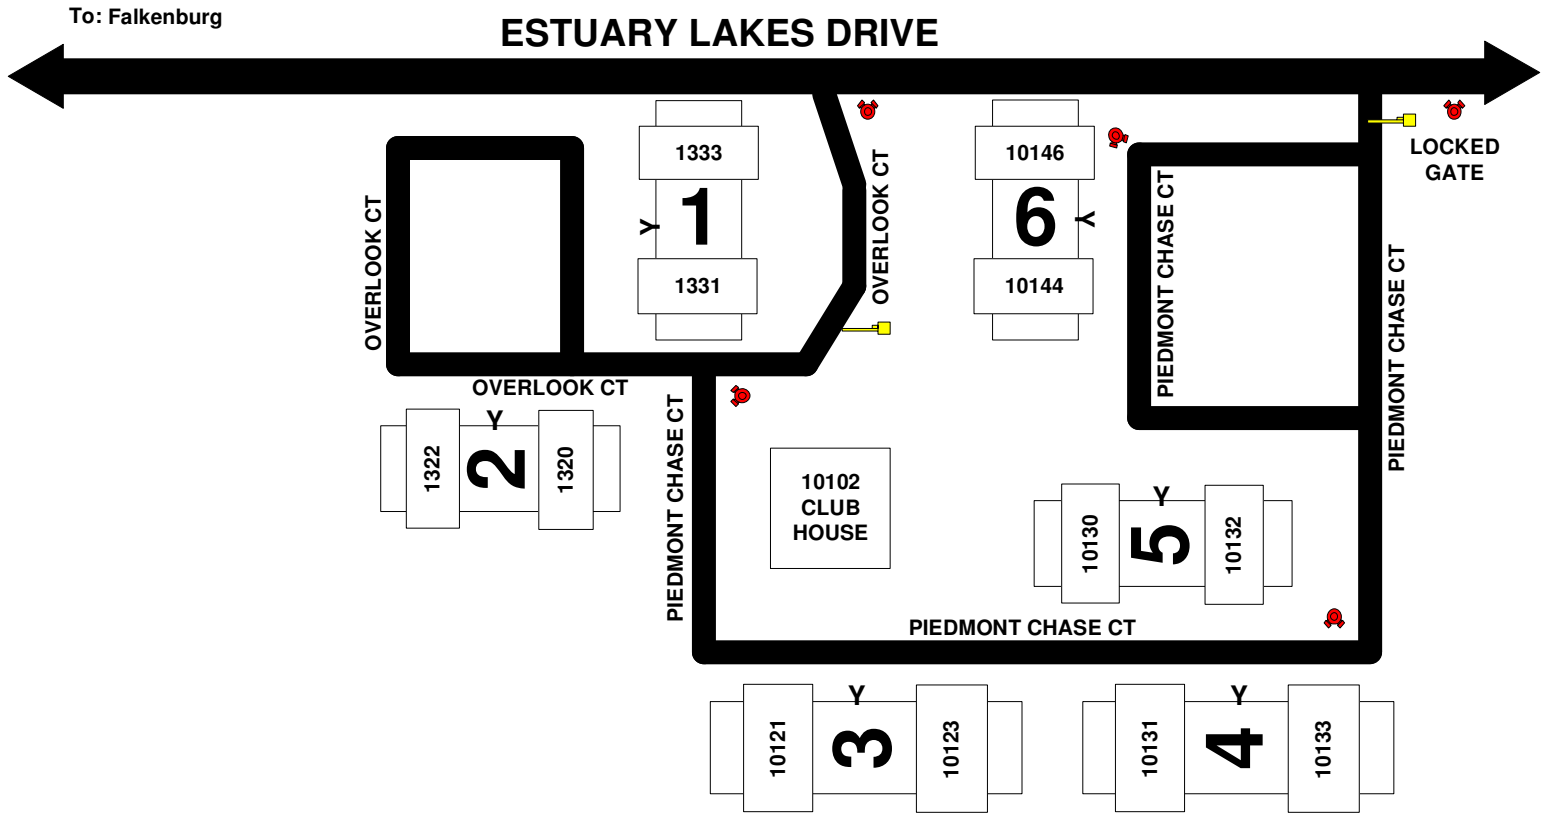 To: Falkenburg
ESTUARY LAKES DRIVE
1333
1
Y
1331
OVERLOOK CT
OVERLOOK CT
OVERLOOK CT
10146
6
Y
10144
PIEDMONT CHASE CT
LOCKED
GATE
PIEDMONT CHASE CT
Y
1322
2
1320
PIEDMONT CHASE CT
10102
CLUB
HOUSE
Y
10130
5
10132
PIEDMONT CHASE CT
Y
10121
3
10123
Y
10131
4
10133